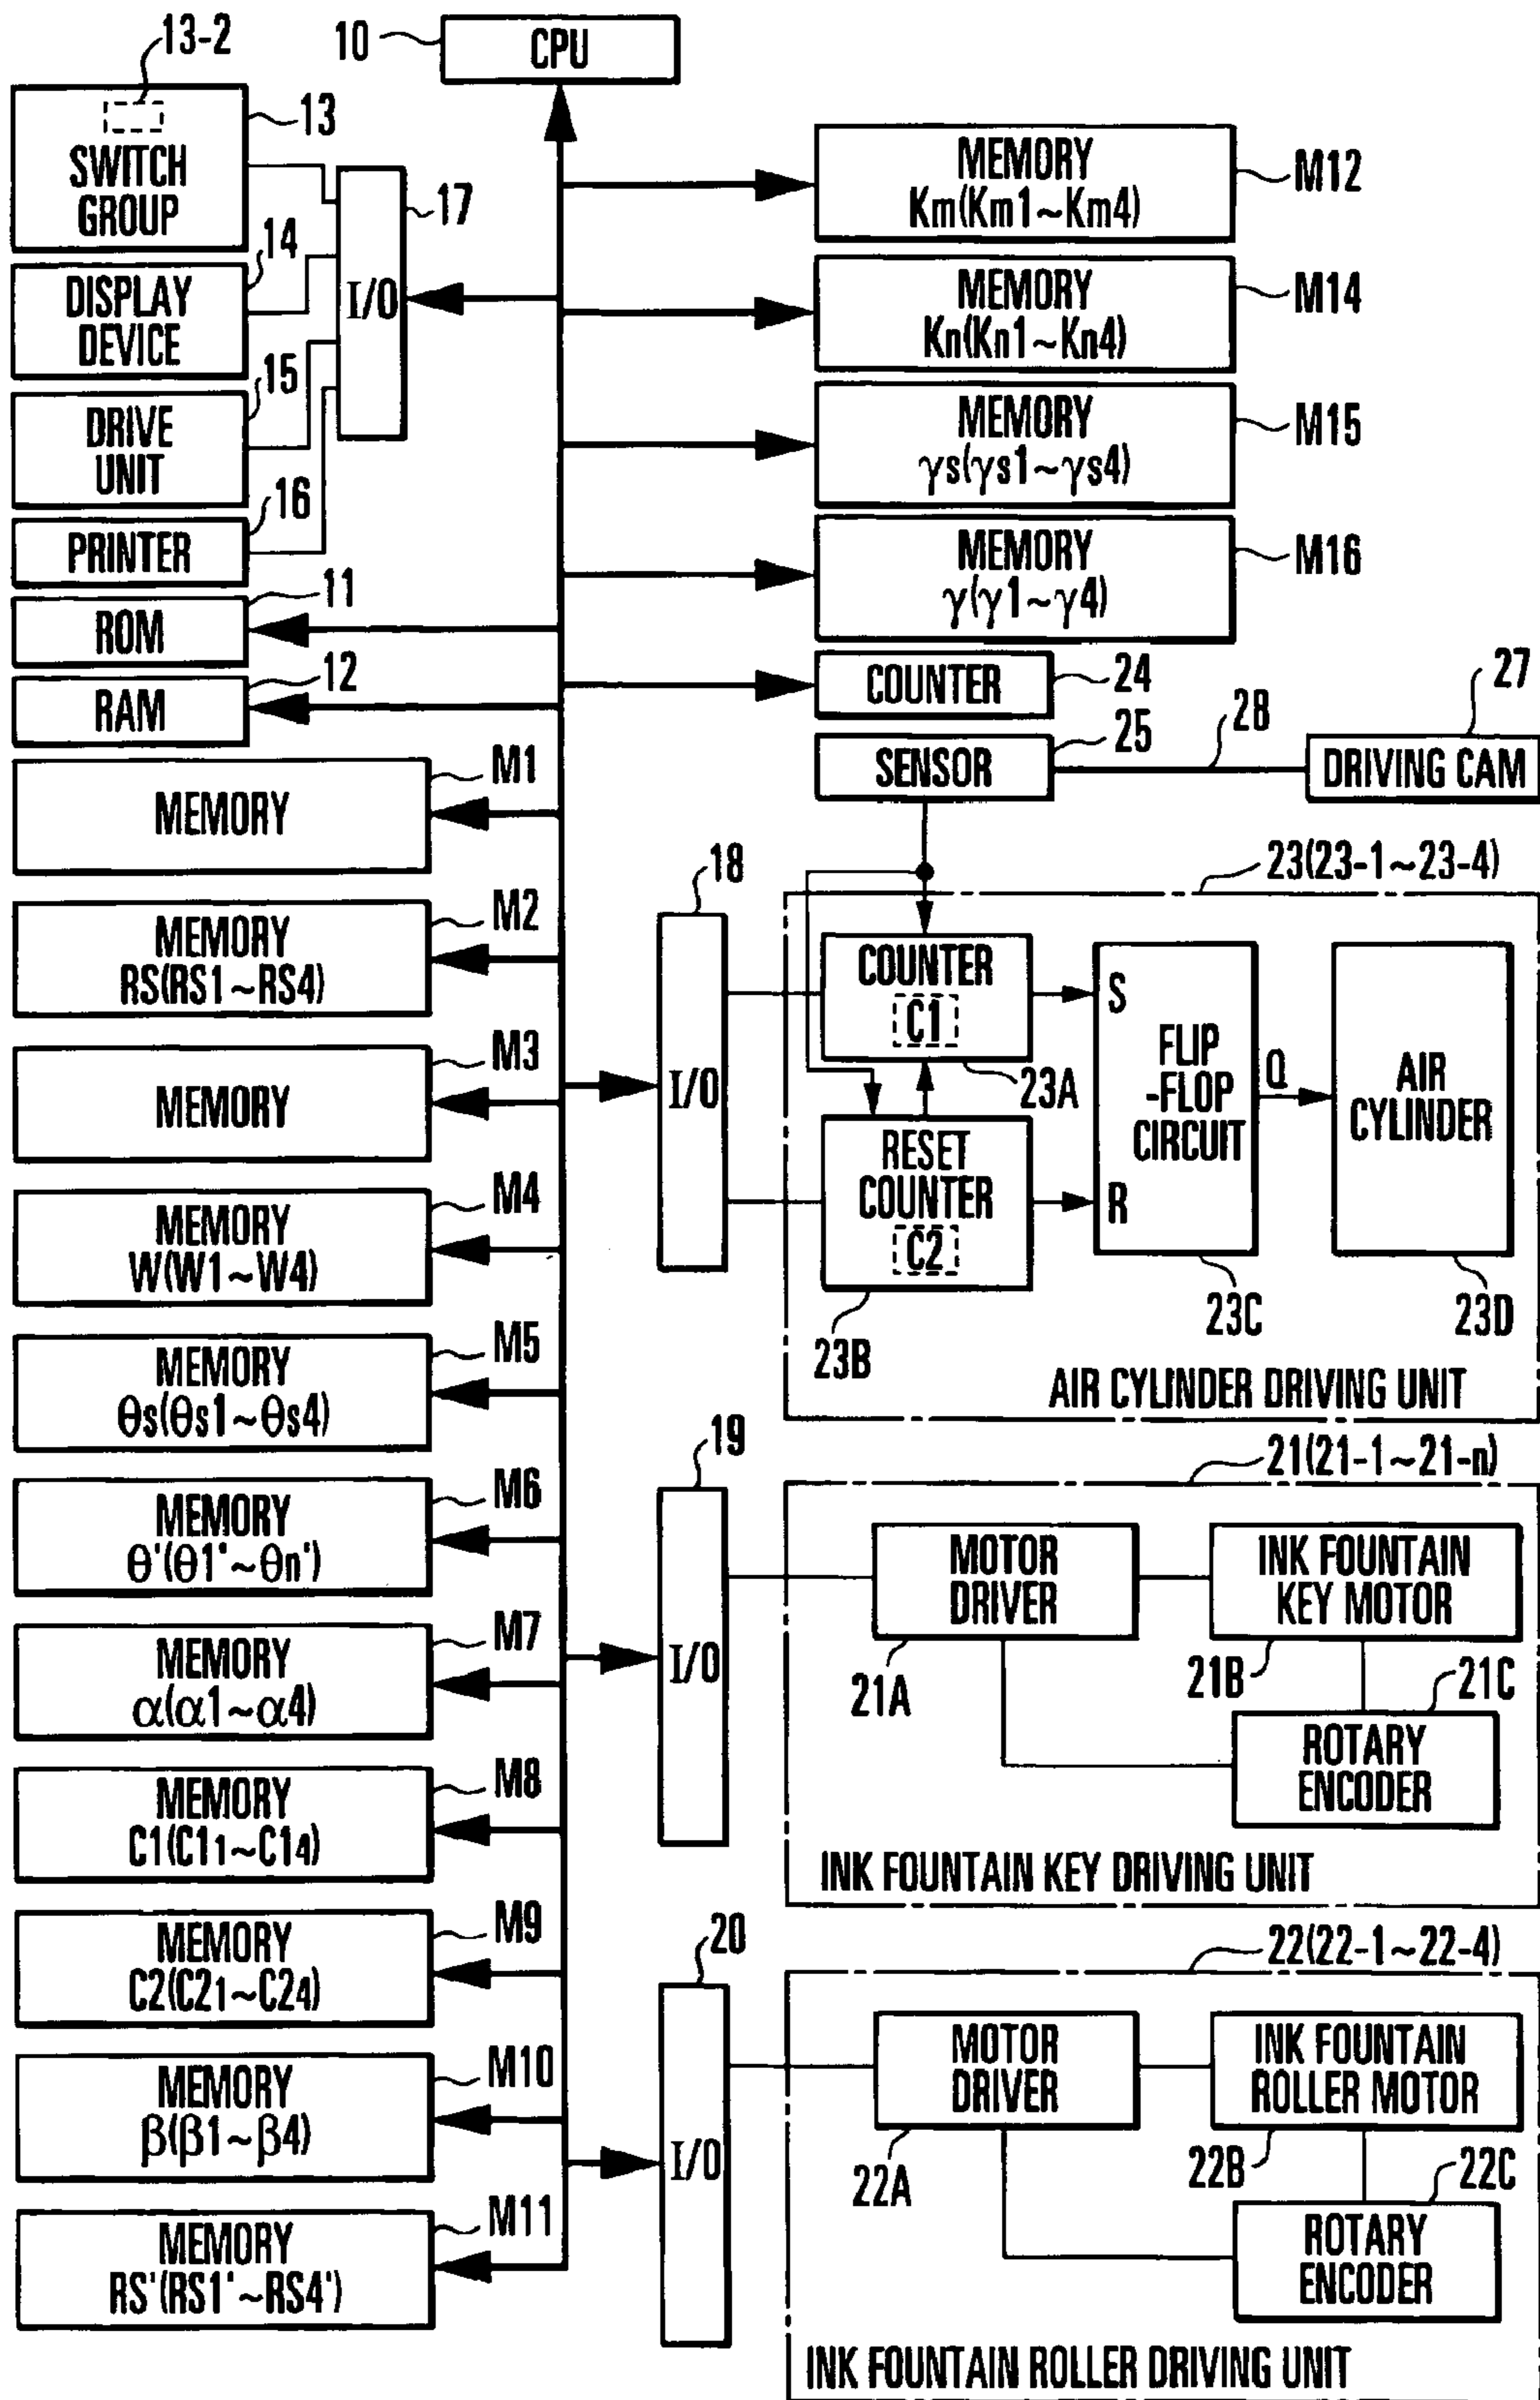 13-2
10
CPU
13
SWITCH
GROUP
17
I/O
14
DISPLAY
DEVICE
15
DRIVE
UNIT
16
PRINTER
11
ROM
12
RAM
M1
MEMORY
M2
MEMORY
RS(RS1~RS4)
M3
MEMORY
M4
MEMORY
W(W1~W4)
M5
MEMORY
θs(θs1~θs4)
M6
MEMORY
θ'(θ1'~θn')
M7
MEMORY
α(α1~α4)
M8
MEMORY
C1(C11~C14)
M9
MEMORY
C2(C21~C24)
M10
MEMORY
β(β1~β4)
M11
MEMORY
RS'(RS1'~RS4')
MEMORY
Km(Km1~Km4)
M12
MEMORY
Kn(Kn1~Kn4)
M14
MEMORY
γs(γs1~γs4)
M15
MEMORY
γ(γ1~γ4)
M16
COUNTER
24
SENSOR
25
28
27
DRIVING CAM
18
I/O
23(23-1~23-4)
COUNTER
C1
23A
RESET
COUNTER
C2
23B
S
R
FLIP
-FLOP
CIRCUIT
Q
23C
AIR
CYLINDER
23D
AIR CYLINDER DRIVING UNIT
19
I/O
21(21-1~21-n)
MOTOR
DRIVER
21A
INK FOUNTAIN
KEY MOTOR
21B
21C
ROTARY
ENCODER
INK FOUNTAIN KEY DRIVING UNIT
20
I/O
22(22-1~22-4)
MOTOR
DRIVER
22A
INK FOUNTAIN
ROLLER MOTOR
22B
22C
ROTARY
ENCODER
INK FOUNTAIN ROLLER DRIVING UNIT